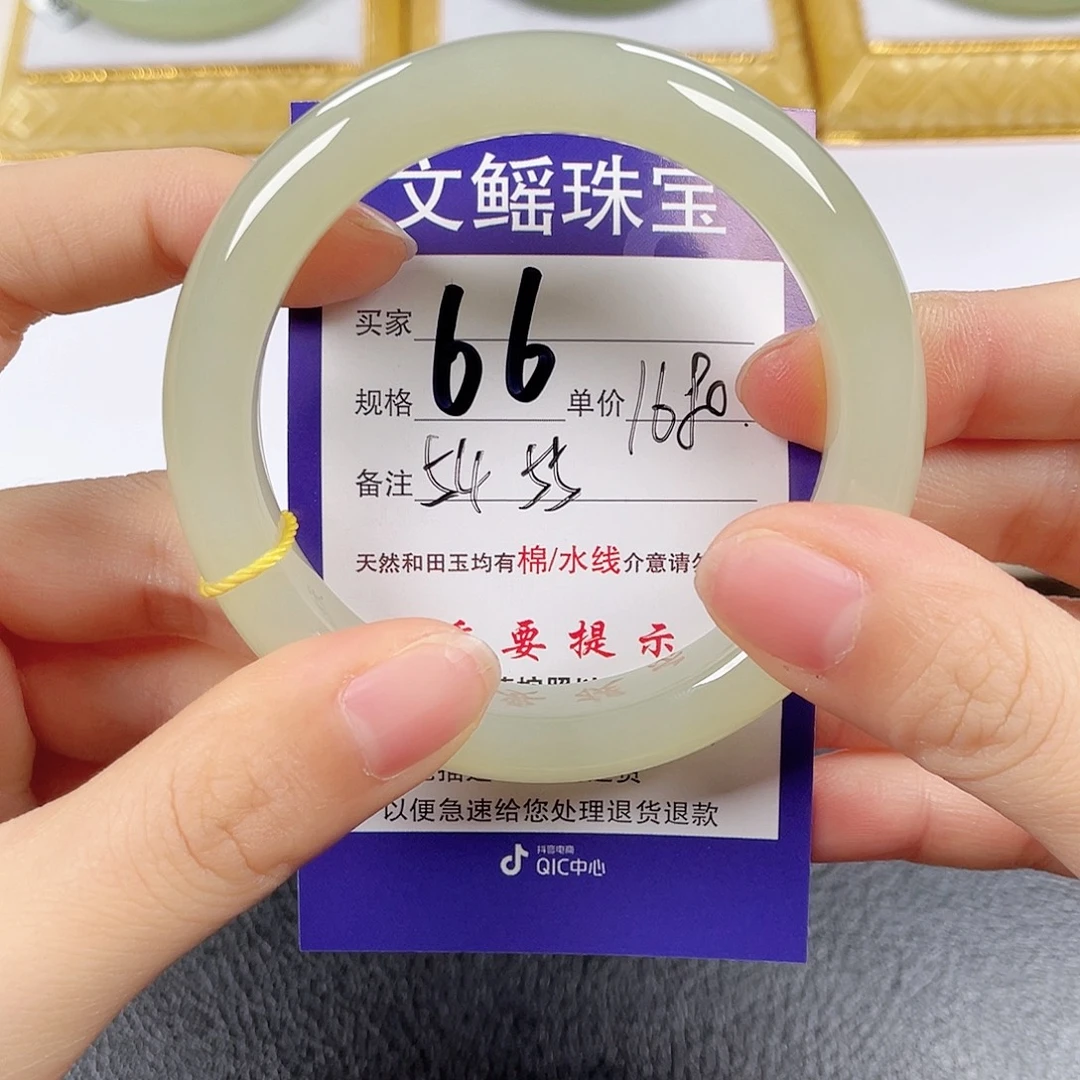 文鳐珠宝
买家
66
规格 单价 1680.
备注 54 55
天然和田玉均有棉/水线介意请
要提示
以便急速给您处理退货退款
抖音电商
QIC中心